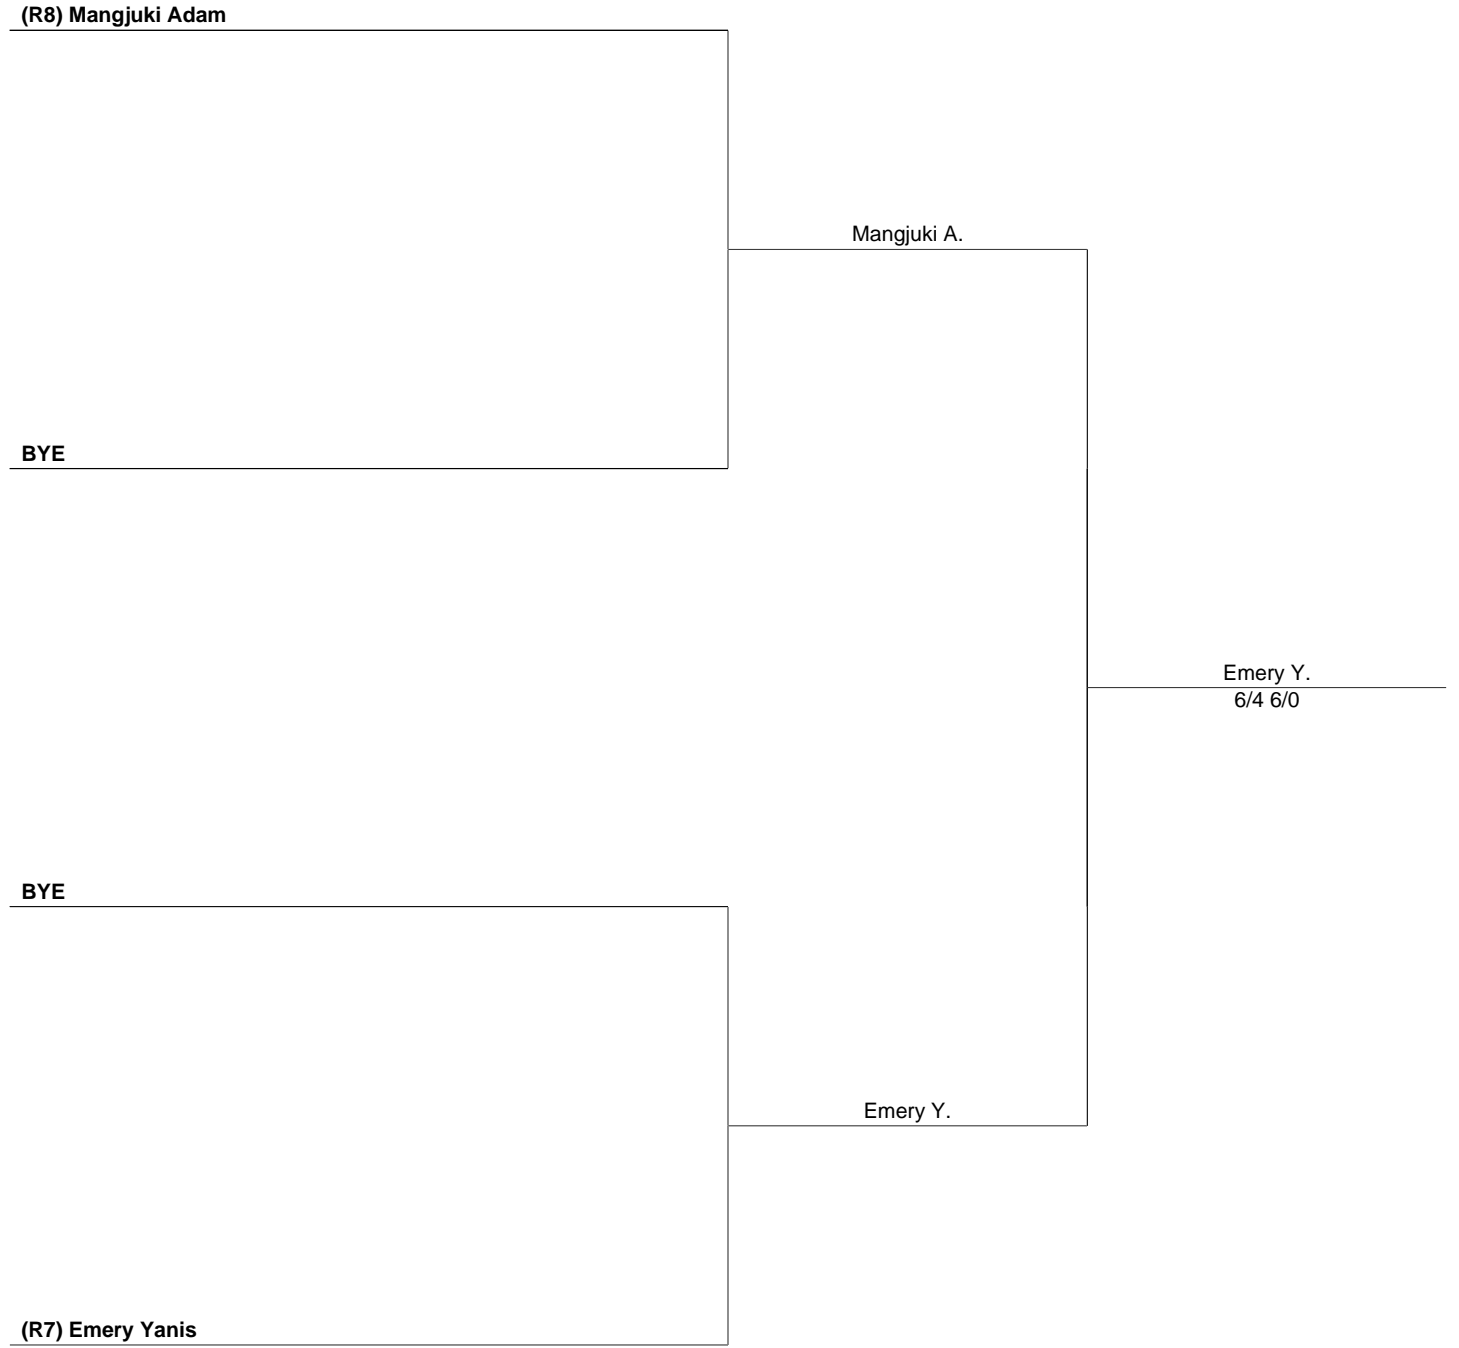 (R8) Mangjuki Adam
Mangjuki A.
BYE
Emery Y.
6/4 6/0
BYE
Emery Y.
(R7) Emery Yanis